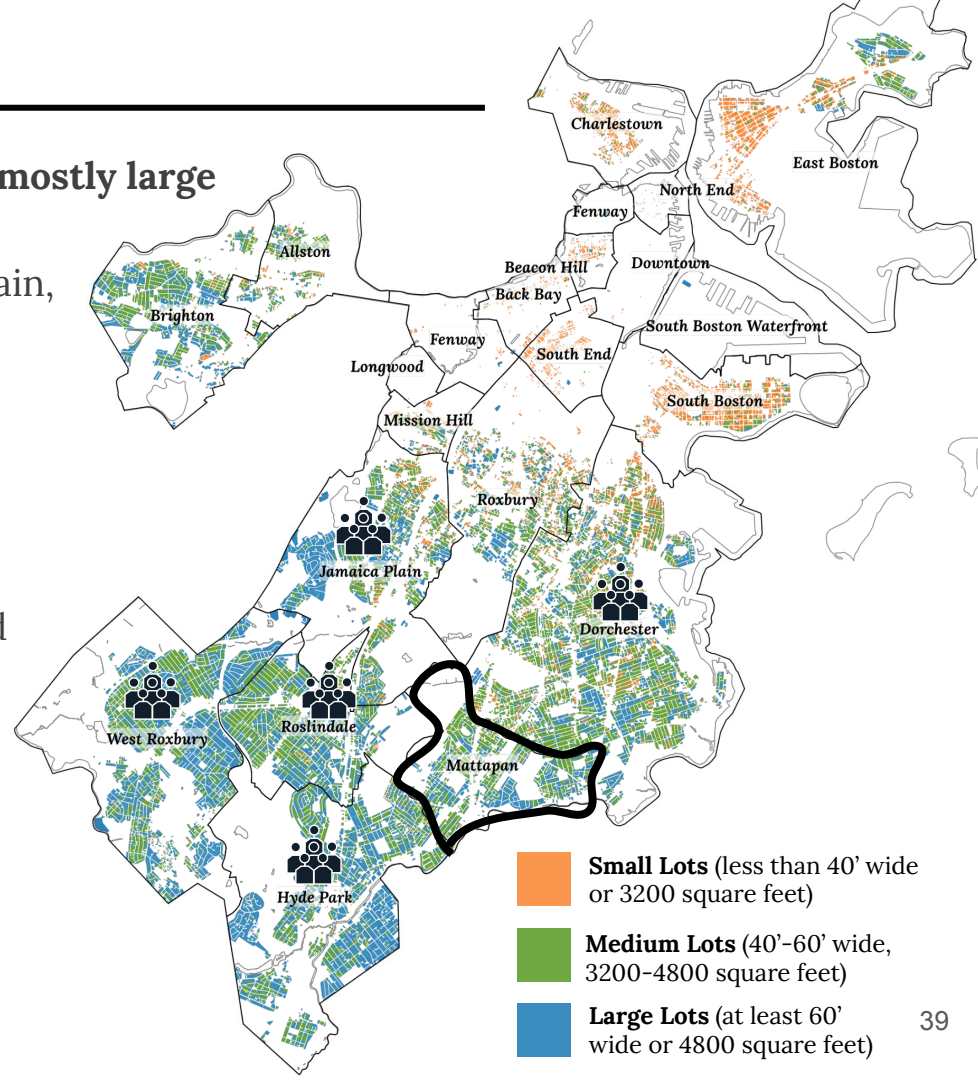 mostly large
ain,
d
Charlestown
East Boston
North End
Fenway
Allston
Beacon Hill
Downtown
Back Bay
Brighton
South Boston Waterfront
Fenway
South End
Longwood
South Boston
Mission Hill
Roxbury
Jamaica Plain
Dorchester
Roslindale
West Roxbury
Mattapan
Hyde Park
Small Lots (less than 40’ wide
or 3200 square feet)
Medium Lots (40’-60’ wide,
3200-4800 square feet)
Large Lots (at least 60’
wide or 4800 square feet)
39